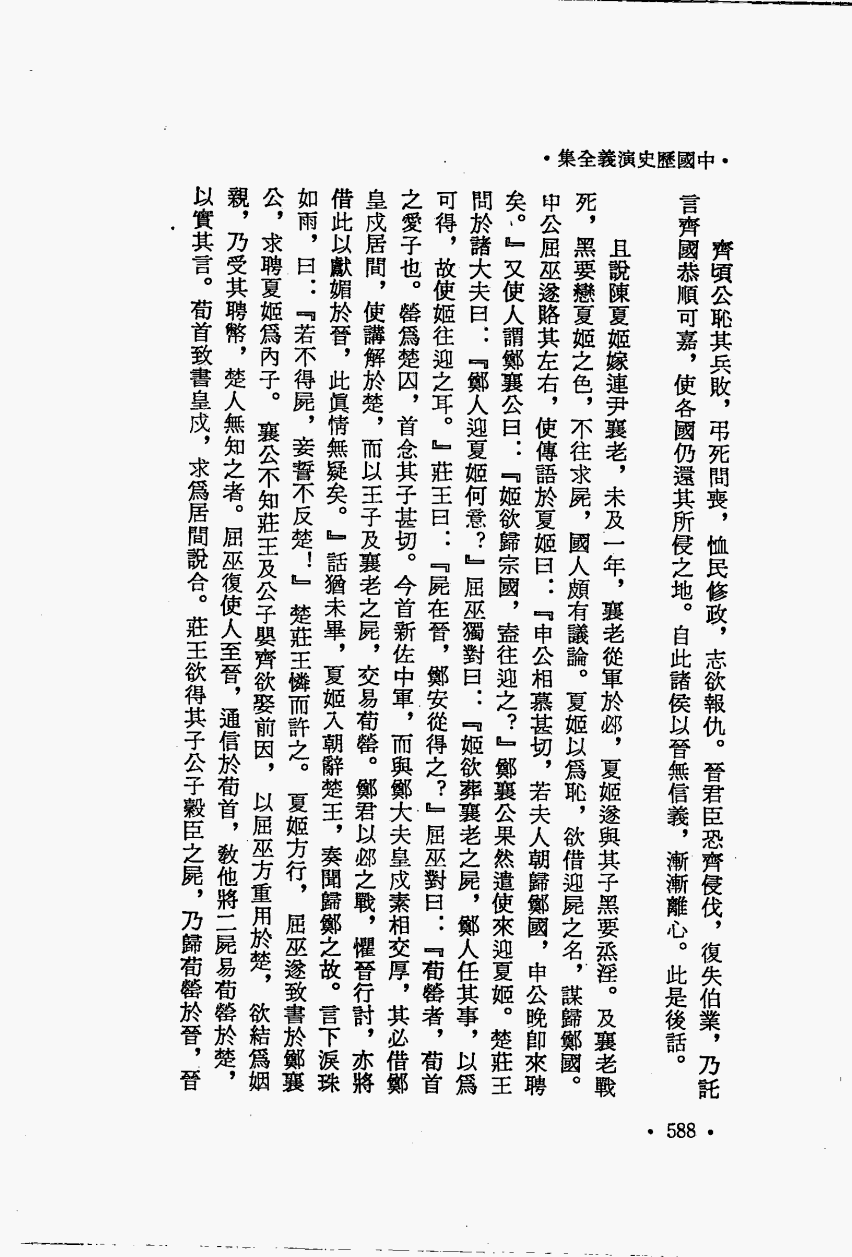 •中國歷史演義全集•
齊頃公恥其兵敗，弔死問喪，恤民修政，志欲報仇。晉君臣恐齊侵伐，復失伯業，乃託
言齊國恭順可嘉，使各國仍還其所侵之地。自此諸侯以晉無信義，漸漸離心。此是後話。
且說陳夏姬嫁連尹襄老，未及一年，襄老從軍於邲，夏姬遂與其子黑要烝淫。及襄老戰
死，黑要戀夏姬之色，不往求屍，國人頗有議論。夏姬以爲恥，欲借迎屍之名，謀歸鄭國。
申公屈巫遂賂其左右，使傳語於夏姬曰：『申公相慕甚切，若夫人朝歸鄭國，申公晚卽來聘
矣。』又使人謂鄭襄公曰：『姬欲歸宗國，盍往迎之？』鄭襄公果然遣使來迎夏姬。楚莊王
問於諸大夫曰：『鄭人迎夏姬何意？』屈巫獨對曰：『姬欲葬襄老之屍，鄭人任其事，以爲
可得，故使姬往迎之耳。』莊王曰：『屍在晉，鄭安從得之？』屈巫對曰：『荀罃者，荀首
之愛子也。罃爲楚囚，首念其子甚切。今首新佐中軍，而與鄭大夫皇戌素相交厚，其必借鄭
皇戌居間，使講解於楚，而以王子及襄老之屍，交易荀罃。鄭君以邲之戰，懼晉行討，亦將
借此以獻媚於晉，此眞情無疑矣。』話猶未畢，夏姬入朝辭楚王，奏聞歸鄭之故。言下淚珠
如雨，曰：『若不得屍，妾誓不反楚！』楚莊王憐而許之。夏姬方行，屈巫遂致書於鄭襄
公，求聘夏姬爲內子。襄公不知莊王及公子嬰齊欲娶前因，以屈巫方重用於楚，欲結爲姻
親，乃受其聘幣，楚人無知之者。屈巫復使人至晉，通信於荀首，敎他將二屍易荀罃於楚，
以實其言。荀首致書皇戌，求爲居間說合。莊王欲得其子公子縠臣之屍，乃歸荀罃於晉，晉
•588•